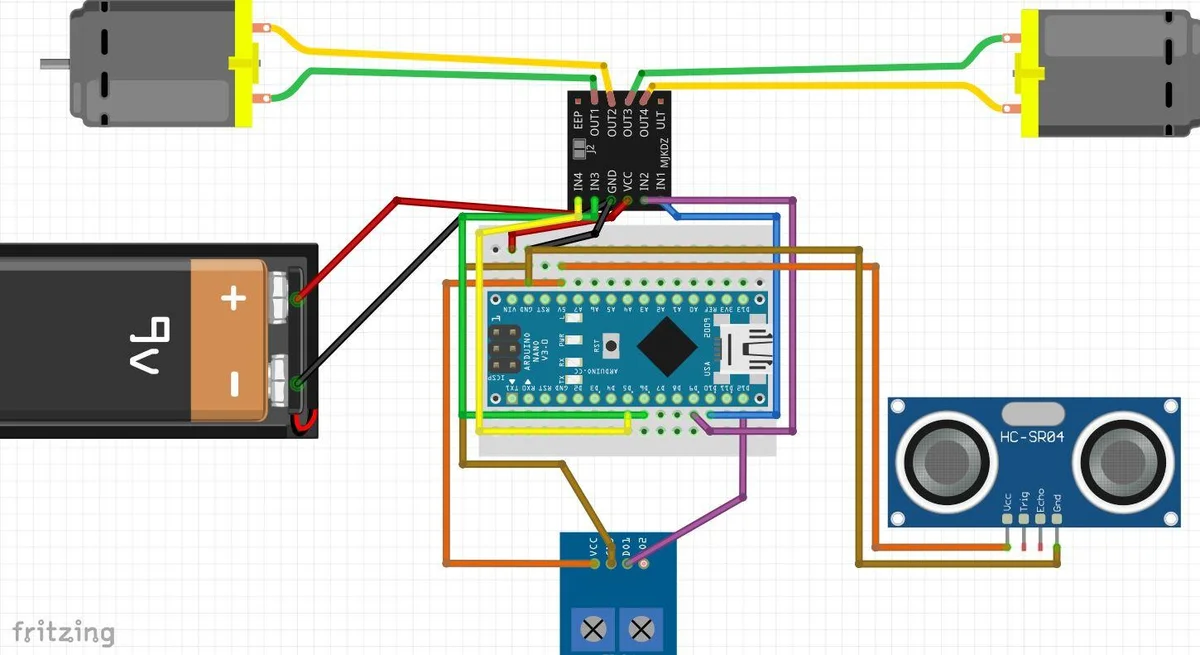 EEP OUT1 OUT2 OUT3 OUT4 ULT
J2
MJKDZ
IN4 IN3 GND VCC IN2 IN1
9V
+
-
VIN GND RST 5V A7 A6 A5 A4 A3 A2 A1 A0 REF 3V3 D13
1
L
PWR
RX
TX
ICSP
ARDUINO
NANO
V3.0
RST
ARDUINO.CC
2009
USA
TX1 RX0 RST GND D2 D3 D4 D5 D6 D7 D8 D9 D10 D11 D12
HC-SR04
Vcc Trig Echo Gnd
VCC
DO1
fritzing